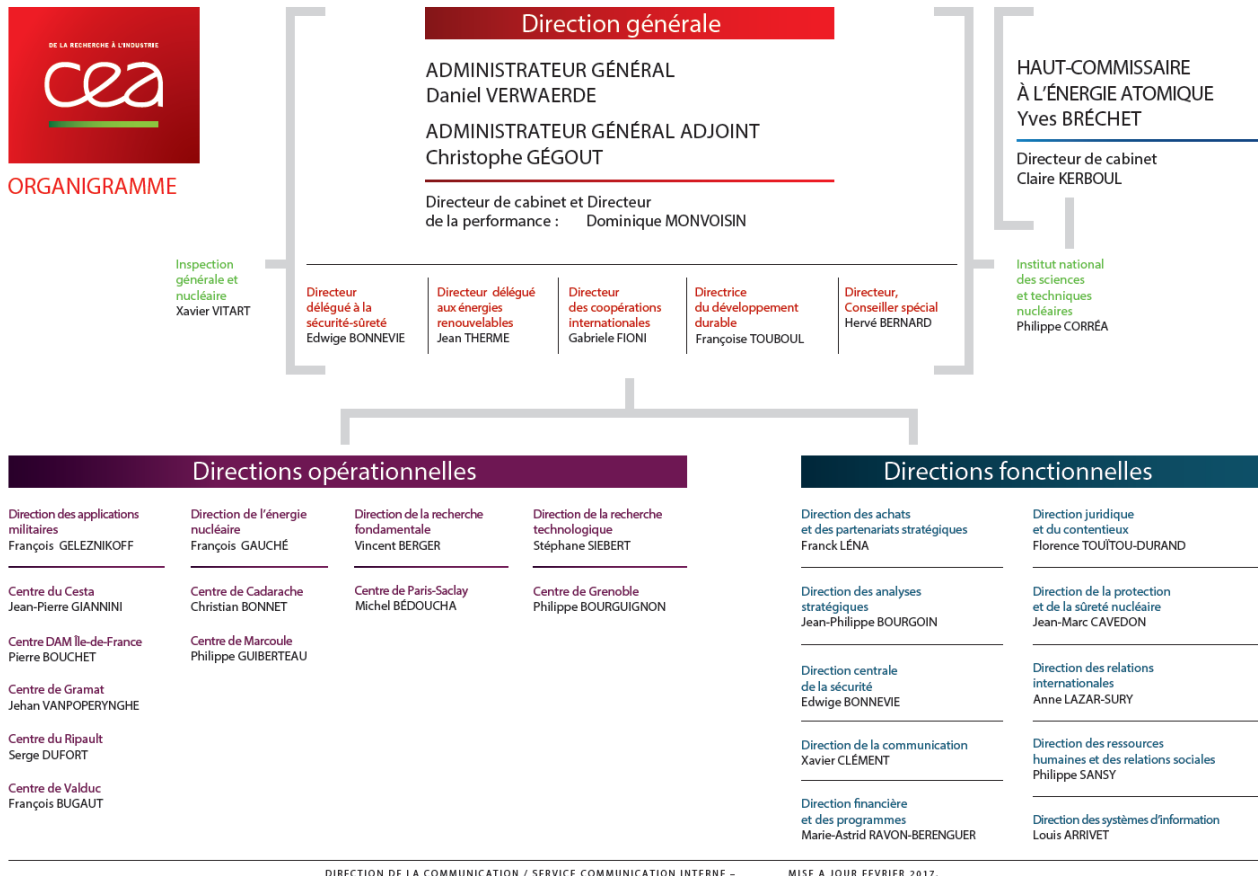 DE LA RECHERCHE À L'INDUSTRIE
cea
ORGANIGRAMME
Direction générale
ADMINISTRATEUR GÉNÉRAL
Daniel VERWAERDE
ADMINISTRATEUR GÉNÉRAL ADJOINT
Christophe GÉGOUT
Directeur de cabinet et Directeur
de la performance : Dominique MONVOISIN
HAUT-COMMISSAIRE
À L'ÉNERGIE ATOMIQUE
Yves BRÉCHET
Directeur de cabinet
Claire KERBOUL
Inspection
générale et
nucléaire
Xavier VITART
Directeur
délégué à la
sécurité-sûreté
Edwige BONNEVIE
Directeur délégué
aux énergies
renouvelables
Jean THERME
Directeur
des coopérations
internationales
Gabriele FIONI
Directrice
du développement
durable
Françoise TOUBOUL
Directeur,
Conseiller spécial
Hervé BERNARD
Institut national
des sciences
et techniques
nucléaires
Philippe CORRÉA
Directions opérationnelles
Direction des applications
militaires
François GELEZNIKOFF
Centre du Cesta
Jean-Pierre GIANNINI
Centre DAM Île-de-France
Pierre BOUCHET
Centre de Gramat
Jehan VANPOPERYNGHE
Centre du Ripault
Serge DUFORT
Centre de Valduc
François BUGAUT
Direction de l'énergie
nucléaire
François GAUCHÉ
Centre de Cadarache
Christian BONNET
Centre de Marcoule
Philippe GUIBERTEAU
Direction de la recherche
fondamentale
Vincent BERGER
Centre de Paris-Saclay
Michel BÉDOUCHA
Direction de la recherche
technologique
Stéphane SIEBERT
Centre de Grenoble
Philippe BOURGUIGNON
Directions fonctionnelles
Direction des achats
et des partenariats stratégiques
Franck LÉNA
Direction des analyses
stratégiques
Jean-Philippe BOURGOIN
Direction centrale
de la sécurité
Edwige BONNEVIE
Direction de la communication
Xavier CLÉMENT
Direction financière
et des programmes
Marie-Astrid RAVON-BERENGUER
Direction juridique
et du contentieux
Florence TOUÏTOU-DURAND
Direction de la protection
et de la sûreté nucléaire
Jean-Marc CAVEDON
Direction des relations
internationales
Anne LAZAR-SURY
Direction des ressources
humaines et des relations sociales
Philippe SANSY
Direction des systèmes d'information
Louis ARRIVET
DIRECTION DE LA COMMUNICATION / SERVICE COMMUNICATION INTERNE – MISE A JOUR FEVRIER 2017.